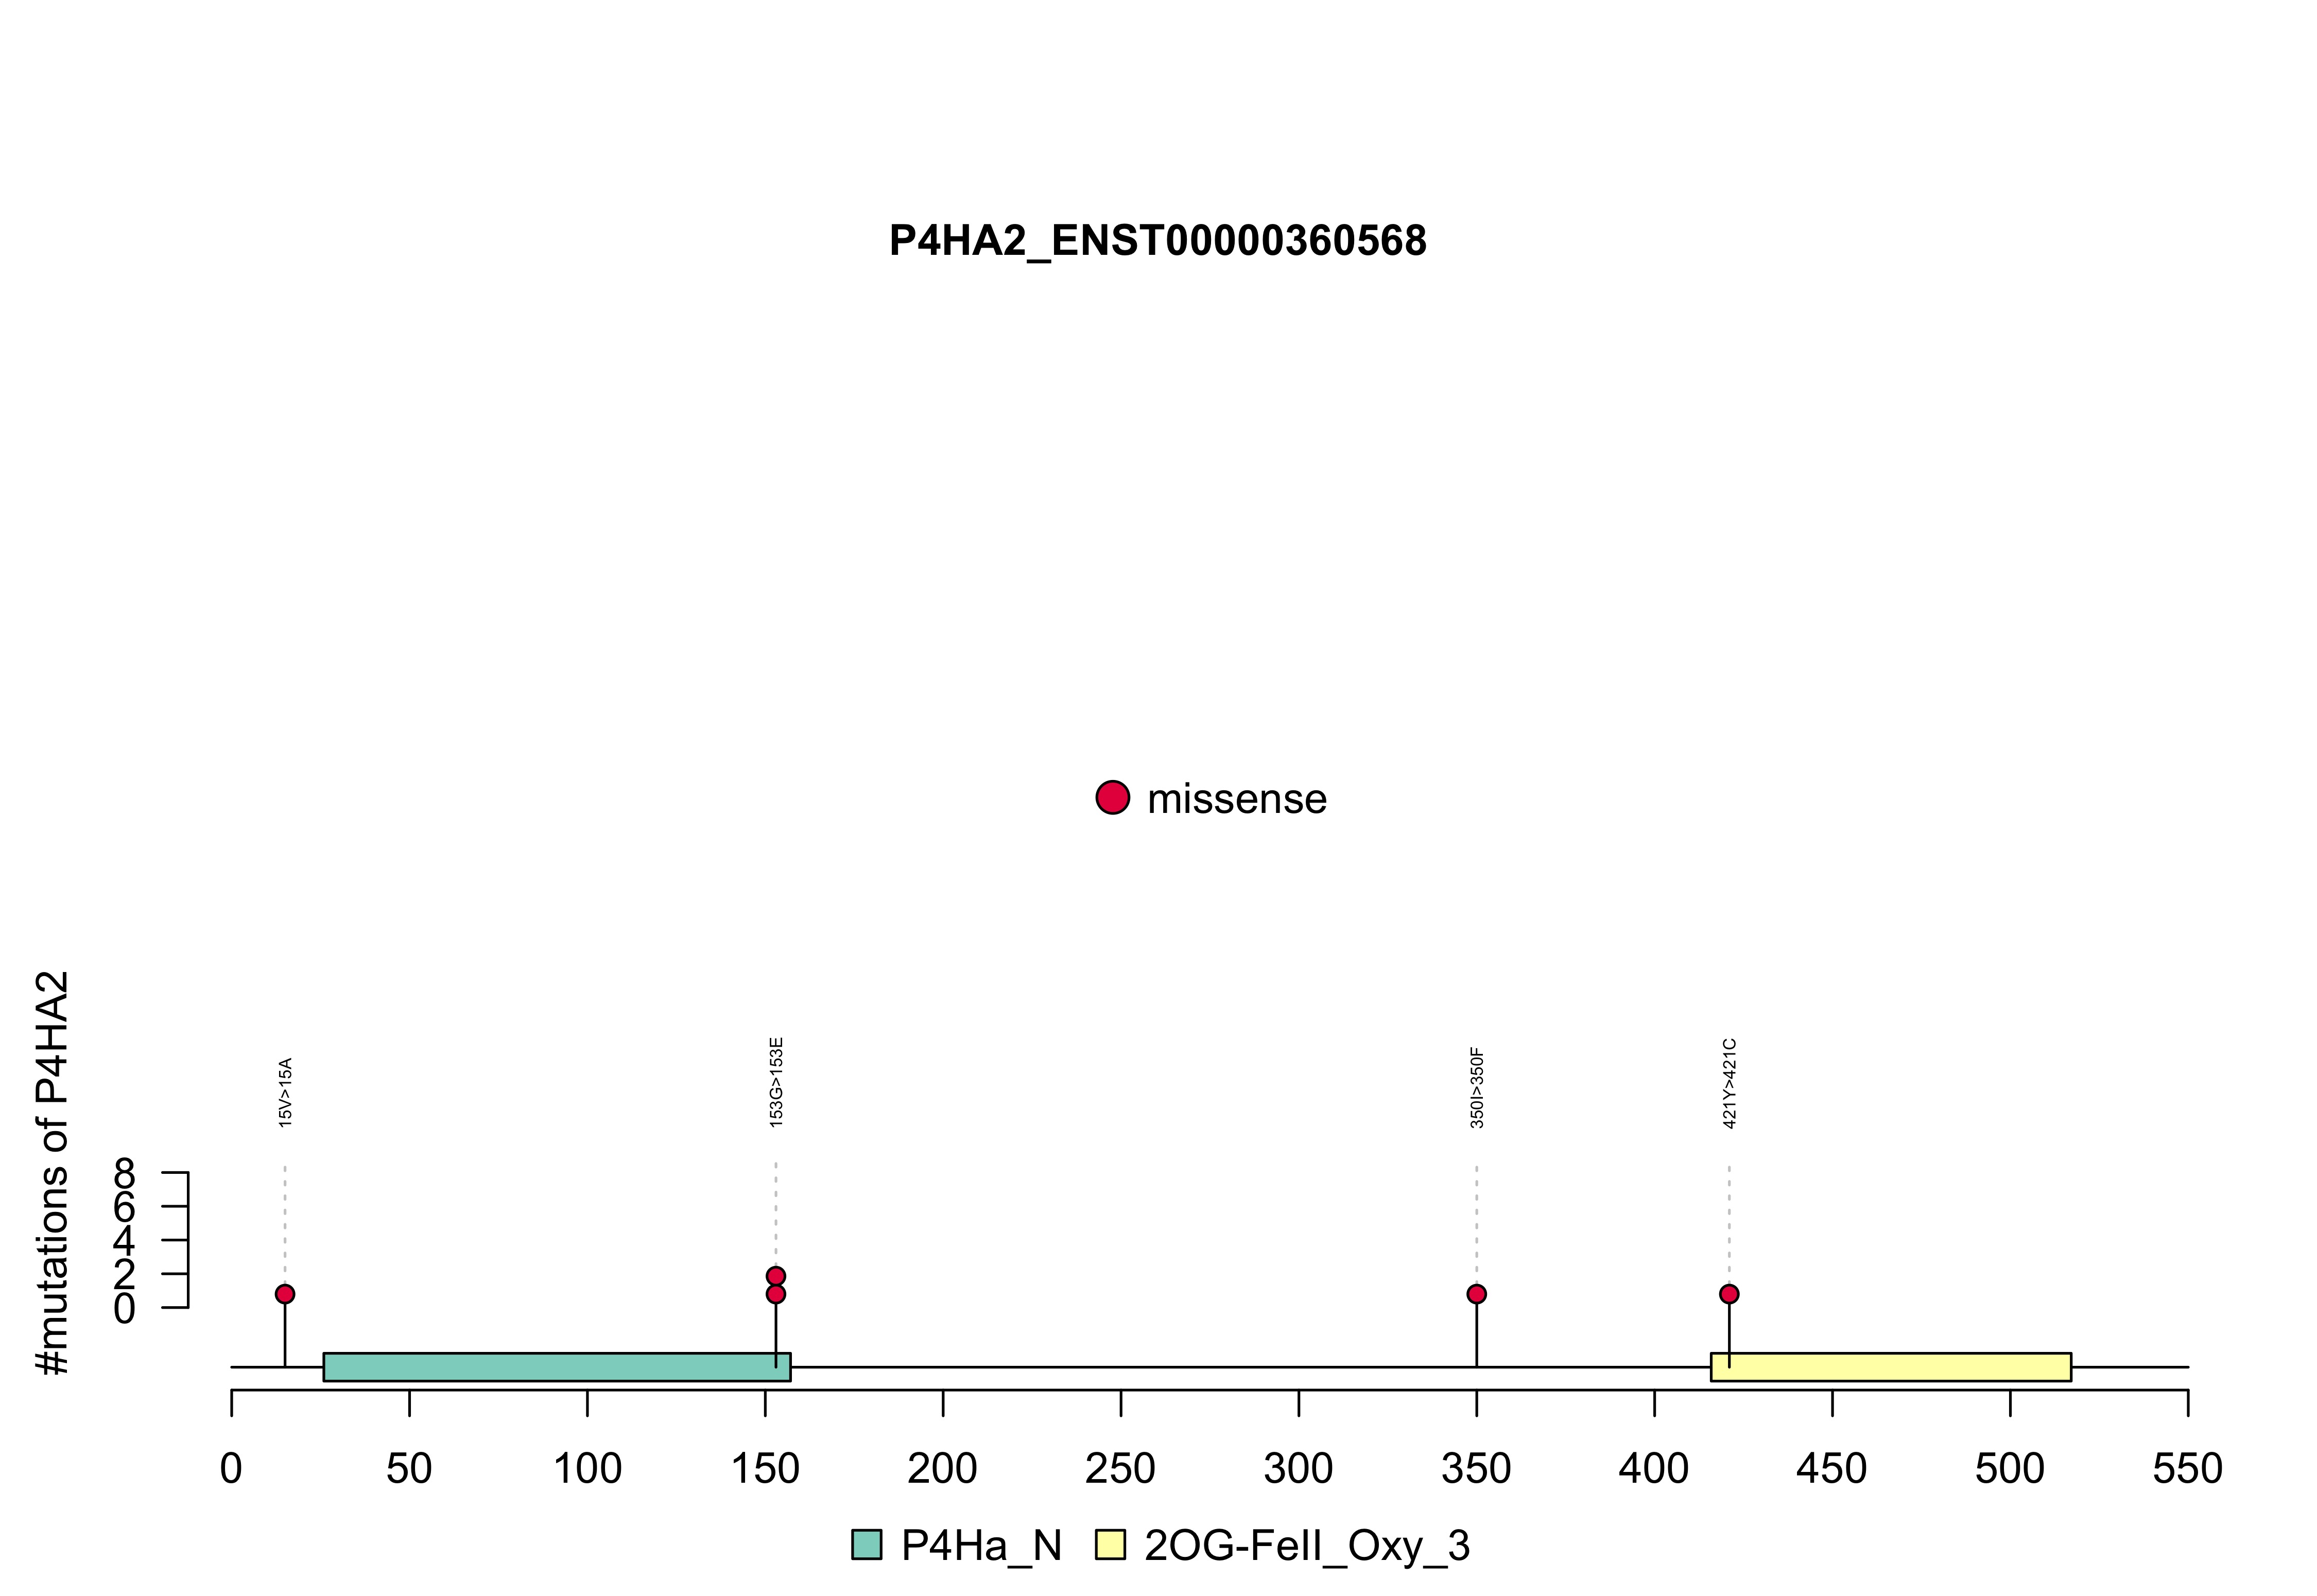 P4HA2_ENST00000360568
missense
#mutations of P4HA2
15V>15A
153G>153E
350I>350F
421Y>421C
8
6
4
2
0
0 50 100 150 200 250 300 350 400 450 500 550
P4Ha_N 2OG-FeII_Oxy_3